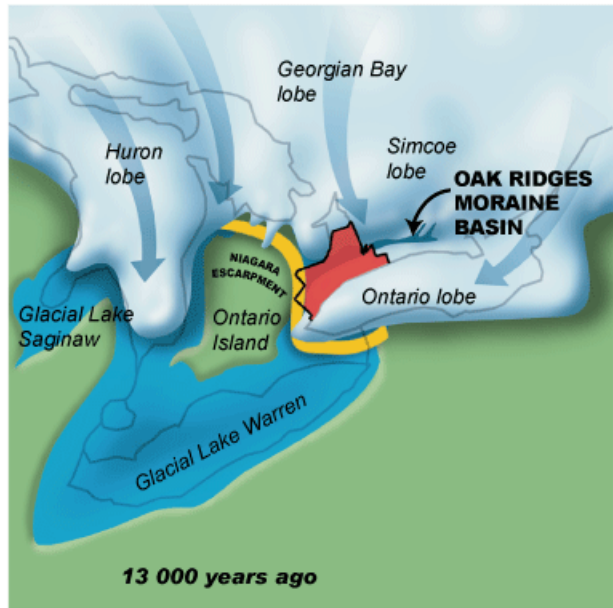 Georgian Bay
lobe
Huron
lobe
Simcoe
lobe
OAK RIDGES
MORAINE
BASIN
NIAGARA
ESCARPMENT
Glacial Lake
Saginaw
Ontario
Island
Ontario lobe
Glacial Lake Warren
13 000 years ago